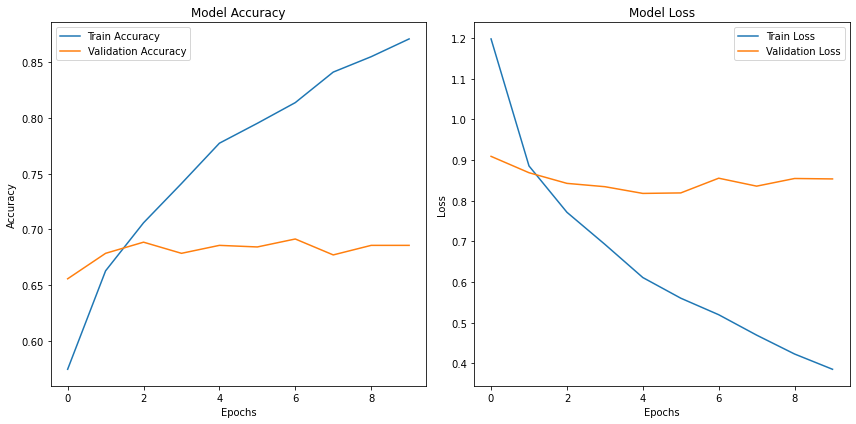 Model Accuracy
Train Accuracy
Validation Accuracy
0.85
0.80
0.75
0.70
0.65
0.60
Accuracy
0 2 4 6 8
Epochs
Model Loss
Train Loss
Validation Loss
1.2
1.1
1.0
0.9
0.8
0.7
0.6
0.5
0.4
Loss
0 2 4 6 8
Epochs